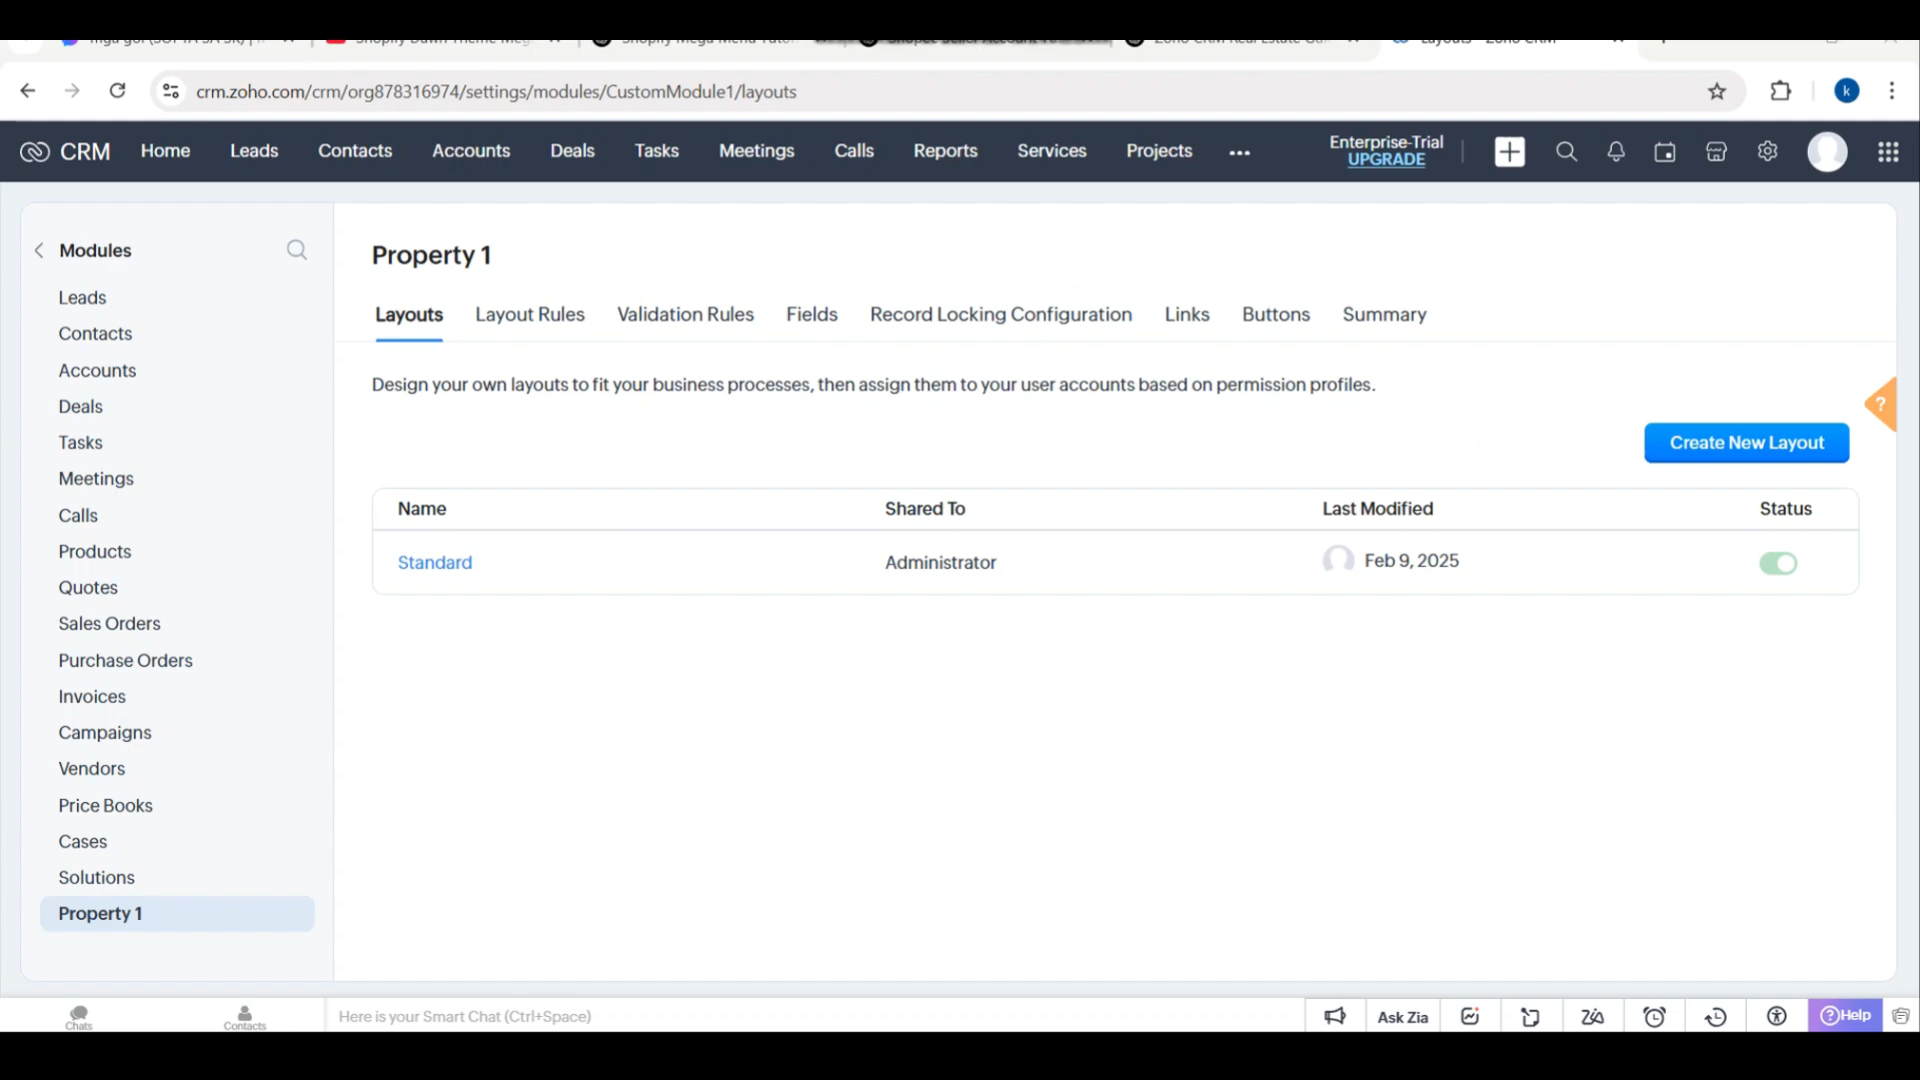 crm.zoho.com/crm/org878316974/settings/modules/CustomModule1/layouts
k
CRM Home Leads Contacts Accounts Deals Tasks Meetings Calls Reports Services Projects ... Enterprise-Trial
UPGRADE
Modules
Leads
Contacts
Accounts
Deals
Tasks
Meetings
Calls
Products
Quotes
Sales Orders
Purchase Orders
Invoices
Campaigns
Vendors
Price Books
Cases
Solutions
Property 1
Property 1
Layouts Layout Rules Validation Rules Fields Record Locking Configuration Links Buttons Summary
Design your own layouts to fit your business processes, then assign them to your user accounts based on permission profiles.
?
Create New Layout
Name Shared To Last Modified Status
Standard Administrator Feb 9, 2025
Chats Contacts Here is your Smart Chat (Ctrl+Space) Ask Zia Help